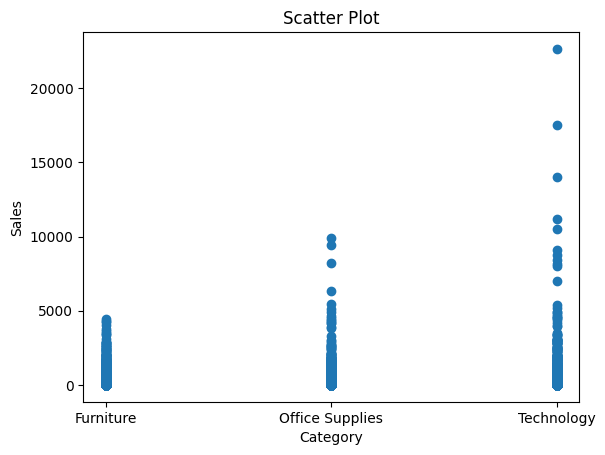 Scatter Plot
20000
15000
10000
5000
0
Sales
Furniture
Office Supplies
Technology
Category